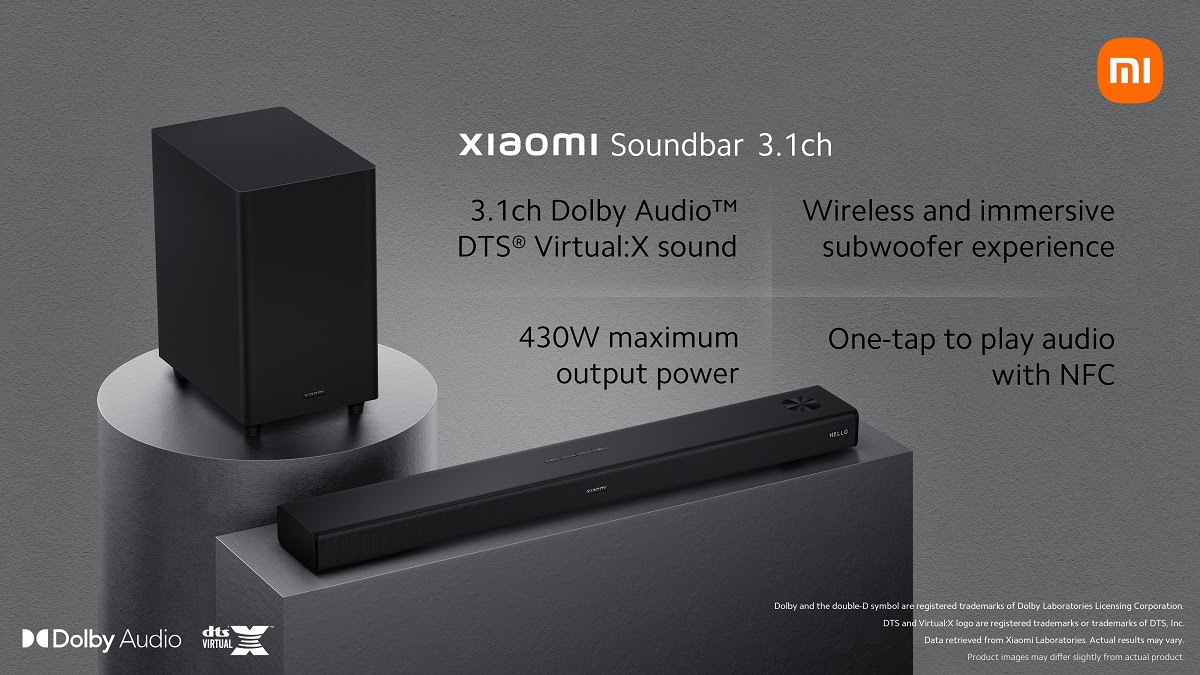 mi
xiaomi Soundbar 3.1ch
3.1ch Dolby Audio™
DTS® Virtual:X sound
Wireless and immersive
subwoofer experience
430W maximum
output power
One-tap to play audio
with NFC
xiaomi
HELLO
xiaomi
Dolby Audio
dts VIRTUAL X™
Dolby and the double-D symbol are registered trademarks of Dolby Laboratories Licensing Corporation.
DTS and Virtual:X logo are registered trademarks or trademarks of DTS, Inc.
Data retrieved from Xiaomi Laboratories. Actual results may vary.
Product images may differ slightly from actual product.